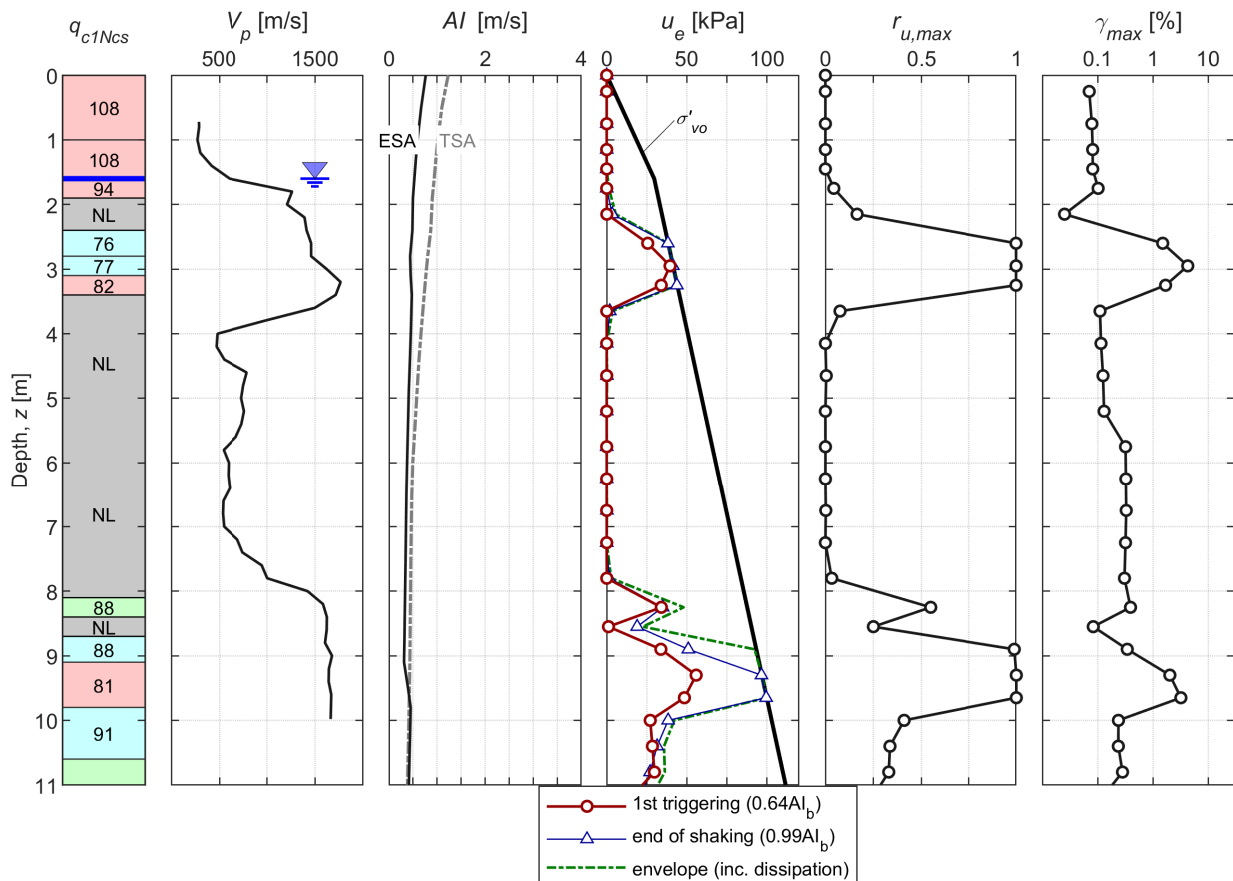 q_c1Ncs
V_p [m/s]
AI [m/s]
u_e [kPa]
r_u,max
γ_max [%]
500 1500
0 2 4
0 50 100
0 0.5 1
0.1 1 10
Depth, z [m]
0
1
2
3
4
5
6
7
8
9
10
11
108
108
94
NL
76
77
82
NL
NL
88
NL
88
81
91
ESA
TSA
σ'_vo
1st triggering (0.64AI_b)
end of shaking (0.99AI_b)
envelope (inc. dissipation)